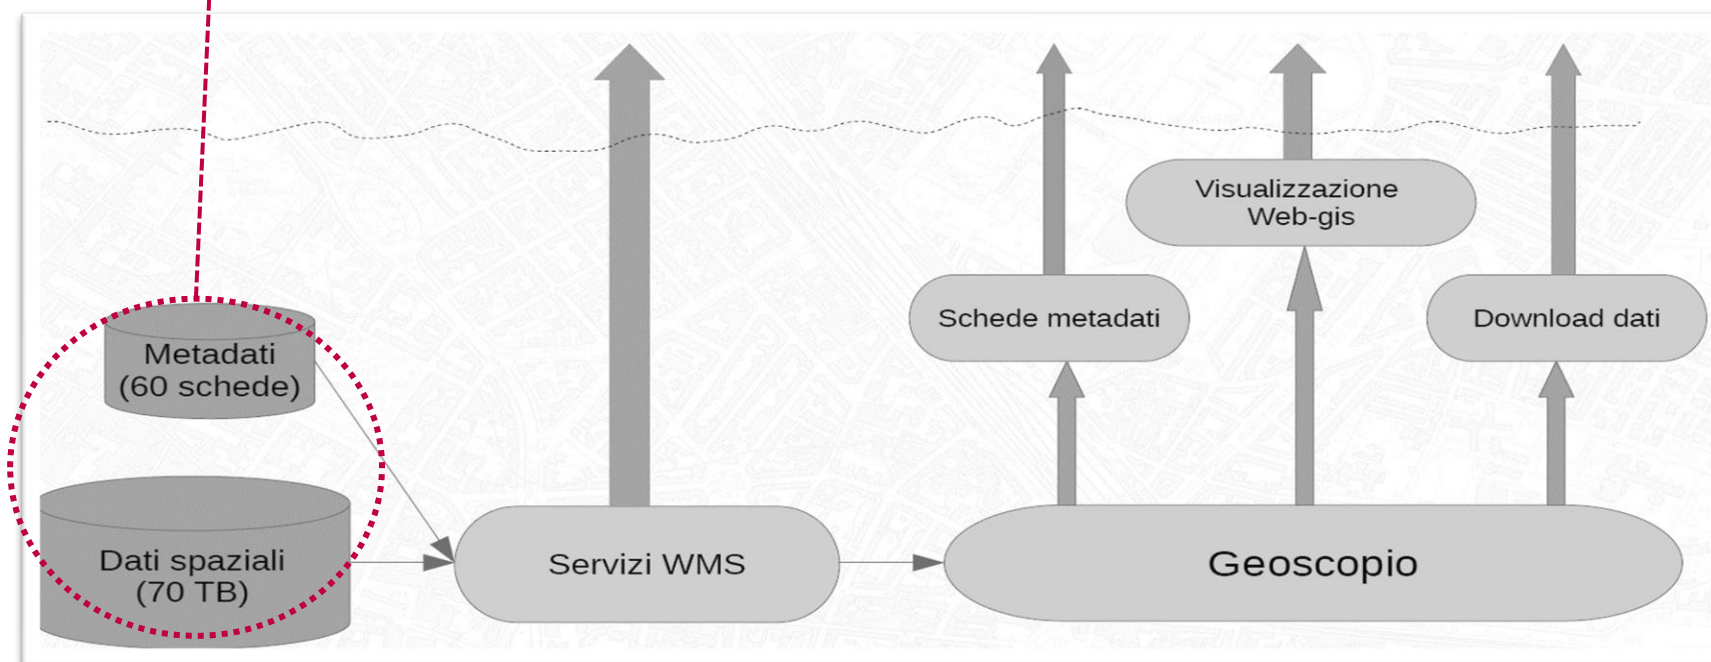 Visualizzazione
Web-gis
Schede metadati
Download dati
Metadati
(60 schede)
Dati spaziali
(70 TB)
Servizi WMS
Geoscopio